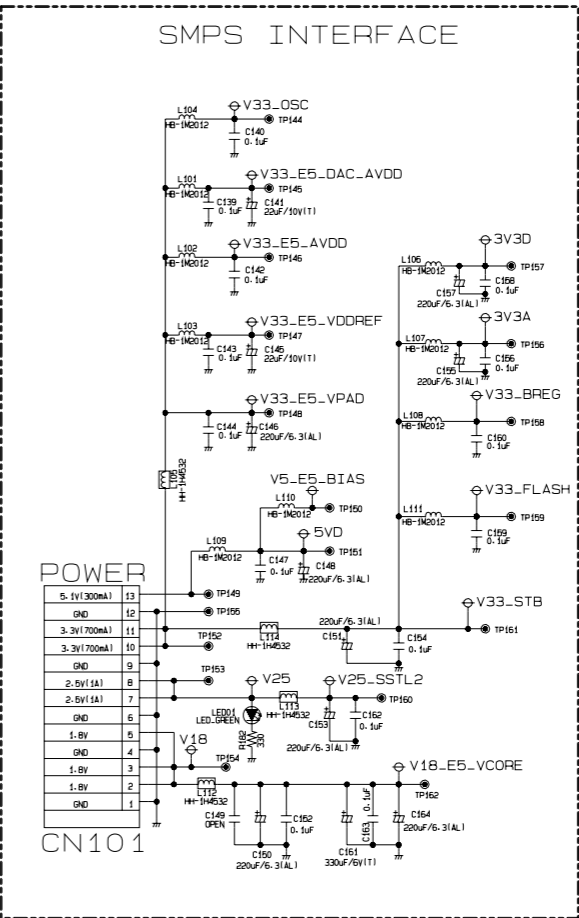 SMPS INTERFACE
L104
HB-1M2012
V33_OSC
TP144
C140
0.1uF
L101
HB-1M2012
V33_E5_DAC_AVDD
TP145
C139
0.1uF
C141
22uF/10V(T)
L102
HB-1M2012
V33_E5_AVDD
TP146
C142
0.1uF
L103
HB-1M2012
V33_E5_VDDREF
TP147
C143
0.1uF
C145
22uF/10V(T)
V33_E5_VPAD
TP148
C144
0.1uF
C146
220uF/6.3(AL)
L105
HH-1H4532
L106
HB-1M2012
3V3D
TP157
C157
220uF/6.3(AL)
C158
0.1uF
L107
HB-1M2012
3V3A
TP156
C155
220uF/6.3(AL)
C156
0.1uF
L108
HB-1M2012
V33_BREG
TP158
C160
0.1uF
L111
HB-1M2012
V33_FLASH
TP159
C159
0.1uF
V5_E5_BIAS
L110
HB-1M2012
TP150
L109
HB-1M2012
5VD
TP151
C147
0.1uF
C148
220uF/6.3(AL)
POWER
5.1V(300mA) 13
GND 12
3.3V(700mA) 11
3.3V(700mA) 10
GND 9
2.5V(1A) 8
2.5V(1A) 7
GND 6
1.8V 5
GND 4
1.8V 3
1.8V 2
GND 1
CN101
TP149
TP155
TP152
L114
HH-1H4532
220uF/6.3(AL)
C151
C154
0.1uF
V33_STB
TP161
TP153
V25
LED01
LED_GREEN
R182
330
L113
HH-1H4532
V25_SSTL2
TP160
C153
220uF/6.3(AL)
C162
0.1uF
V18
TP154
L112
HH-1H4532
C149
OPEN
C150
220uF/6.3(AL)
C152
0.1uF
C161
330uF/6V(T)
C163
0.1uF
V18_E5_VCORE
TP162
C164
220uF/6.3(AL)